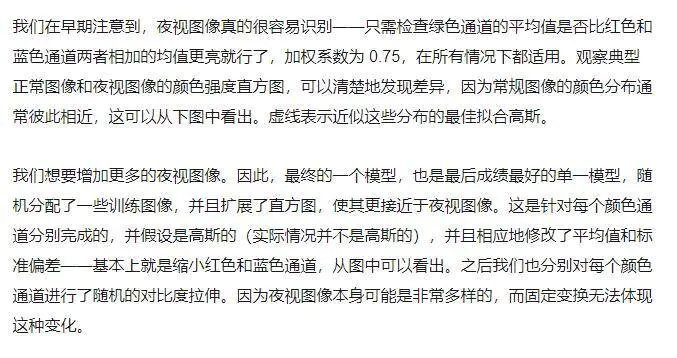 我们在早期注意到，夜视图像真的很容易识别——只需检查绿色通道的平均值是否比红色和
蓝色通道两者相加的均值更亮就行了，加权系数为 0.75，在所有情况下都适用。观察典型
正常图像和夜视图像的颜色强度直方图，可以清楚地发现差异，因为常规图像的颜色分布通
常彼此相近，这可以从下图中看出。虚线表示近似这些分布的最佳拟合高斯。
我们想要增加更多的夜视图像。因此，最终的一个模型，也是最后成绩最好的单一模型，随
机分配了一些训练图像，并且扩展了直方图，使其更接近于夜视图像。这是针对每个颜色通
道分别完成的，并假设是高斯的（实际情况并不是高斯的），并且相应地修改了平均值和标
准偏差——基本上就是缩小红色和蓝色通道，从图中可以看出。之后我们也分别对每个颜色
通道进行了随机的对比度拉伸。因为夜视图像本身可能是非常多样的，而固定变换无法体现
这种变化。